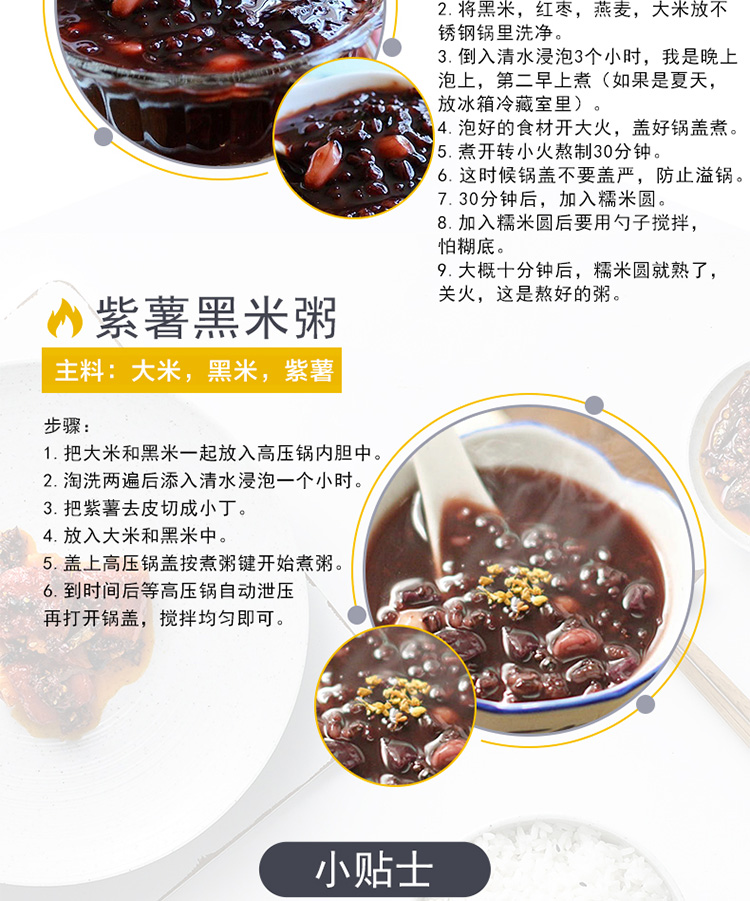 2. 将黑米，红枣，燕麦，大米放不
锈钢锅里洗净。
3. 倒入清水浸泡3个小时，我是晚上
泡上，第二早上煮（如果是夏天，
放冰箱冷藏室里）。
4. 泡好的食材开大火，盖好锅盖煮。
5. 煮开转小火熬制30分钟。
6. 这时候锅盖不要盖严，防止溢锅。
7. 30分钟后，加入糯米圆。
8. 加入糯米圆后要用勺子搅拌，
怕糊底。
9. 大概十分钟后，糯米圆就熟了，
关火，这是熬好的粥。
紫薯黑米粥
主料：大米，黑米，紫薯
步骤：
1. 把大米和黑米一起放入高压锅内胆中。
2. 淘洗两遍后添入清水浸泡一个小时。
3. 把紫薯去皮切成小丁。
4. 放入大米和黑米中。
5. 盖上高压锅盖按煮粥键开始煮粥。
6. 到时间后等高压锅自动泄压
再打开锅盖，搅拌均匀即可。
小贴士